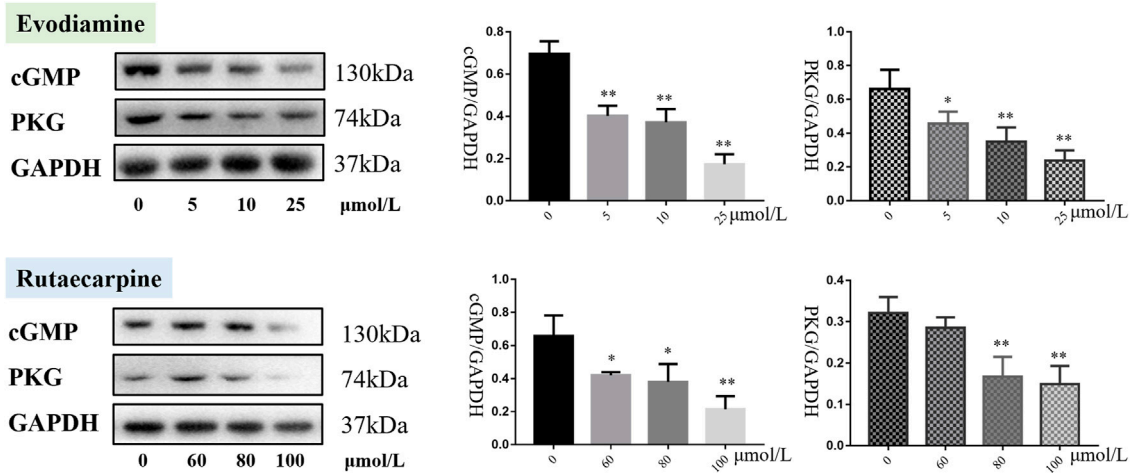 Evodiamine
cGMP
130kDa
PKG
74kDa
GAPDH
37kDa
0 5 10 25 μmol/L
cGMP/GAPDH
0.8
0.6
0.4
0.2
0.0
** ** **
0 5 10 25 μmol/L
PKG/GAPDH
1.0
0.8
0.6
0.4
0.2
0.0
* ** **
0 5 10 25 μmol/L
Rutaecarpine
cGMP
130kDa
PKG
74kDa
GAPDH
37kDa
0 60 80 100 μmol/L
cGMP/GAPDH
1.0
0.8
0.6
0.4
0.2
0.0
* * **
0 60 80 100 μmol/L
PKG/GAPDH
0.4
0.3
0.2
0.1
0.0
** **
0 60 80 100 μmol/L